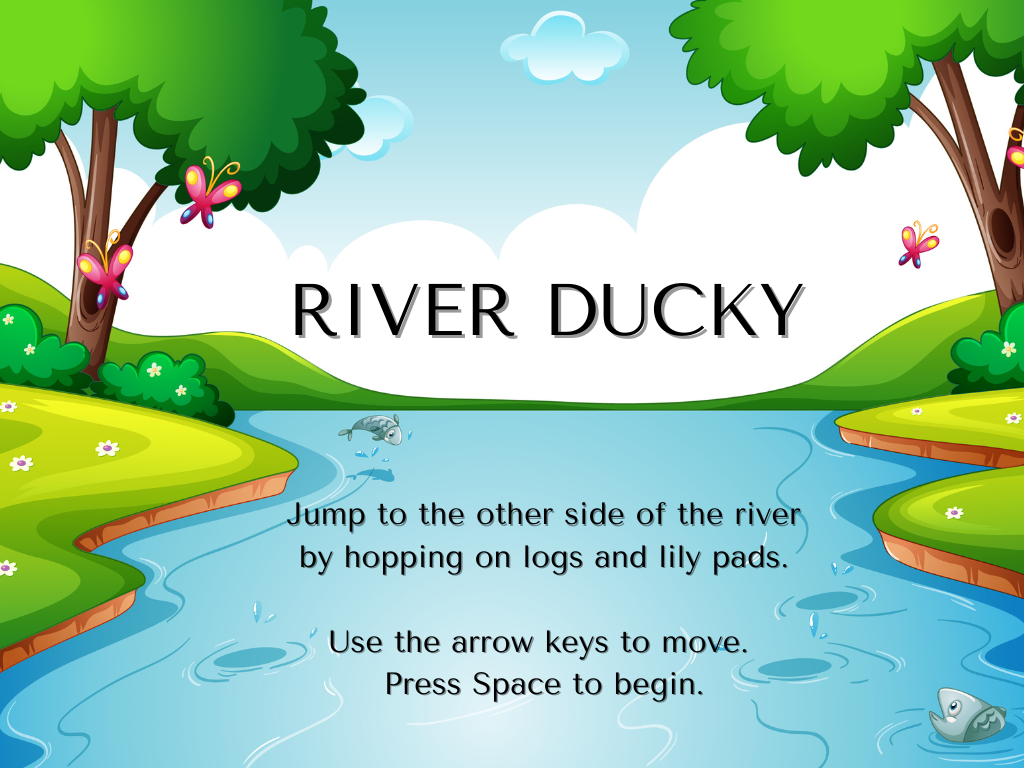 RIVER DUCKY
Jump to the other side of the river
by hopping on logs and lily pads.
Use the arrow keys to move.
Press Space to begin.